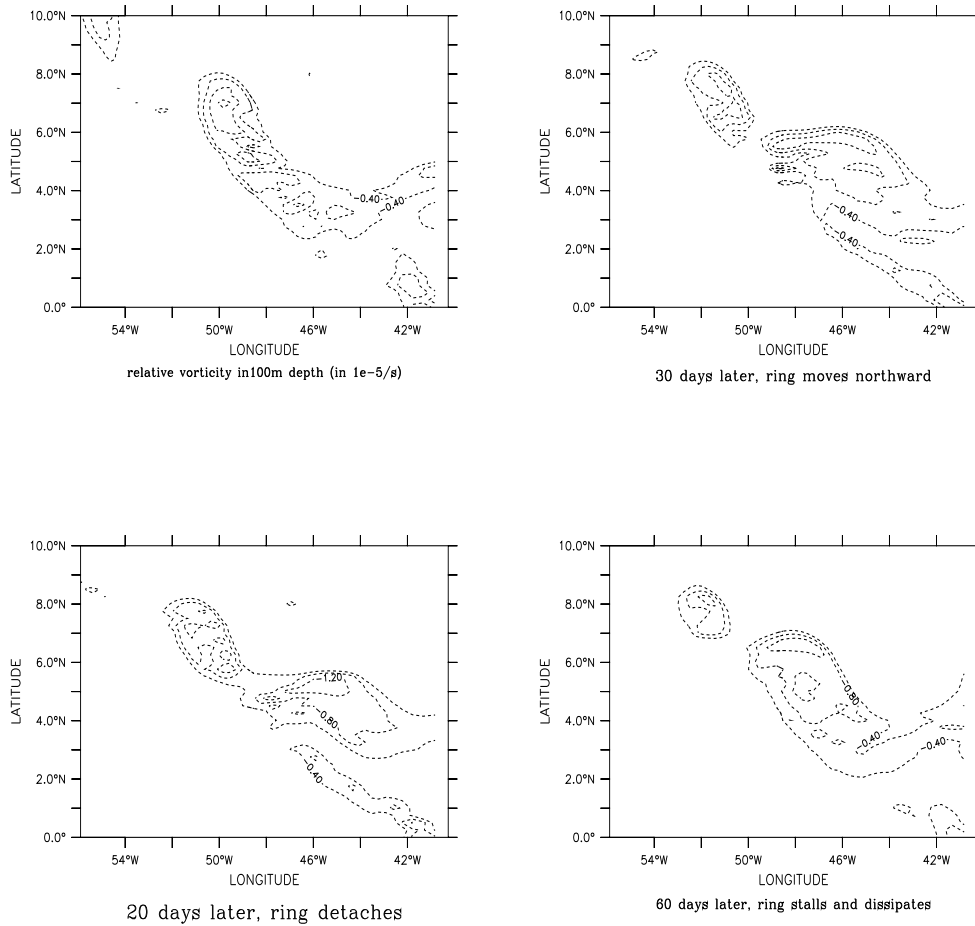 10.0°N
8.0°N
6.0°N
4.0°N
2.0°N
0.0°
LATITUDE
-0.40
-0.40
54°W
50°W
46°W
42°W
LONGITUDE
relative vorticity in100m depth (in 1e-5/s)
10.0°N
8.0°N
6.0°N
4.0°N
2.0°N
0.0°
LATITUDE
-0.40
-0.40
54°W
50°W
46°W
42°W
LONGITUDE
30 days later, ring moves northward
10.0°N
8.0°N
6.0°N
4.0°N
2.0°N
0.0°
LATITUDE
-1.20
-0.80
-0.40
54°W
50°W
46°W
42°W
LONGITUDE
20 days later, ring detaches
10.0°N
8.0°N
6.0°N
4.0°N
2.0°N
0.0°
LATITUDE
-0.80
-0.40
-0.40
54°W
50°W
46°W
42°W
LONGITUDE
60 days later, ring stalls and dissipates